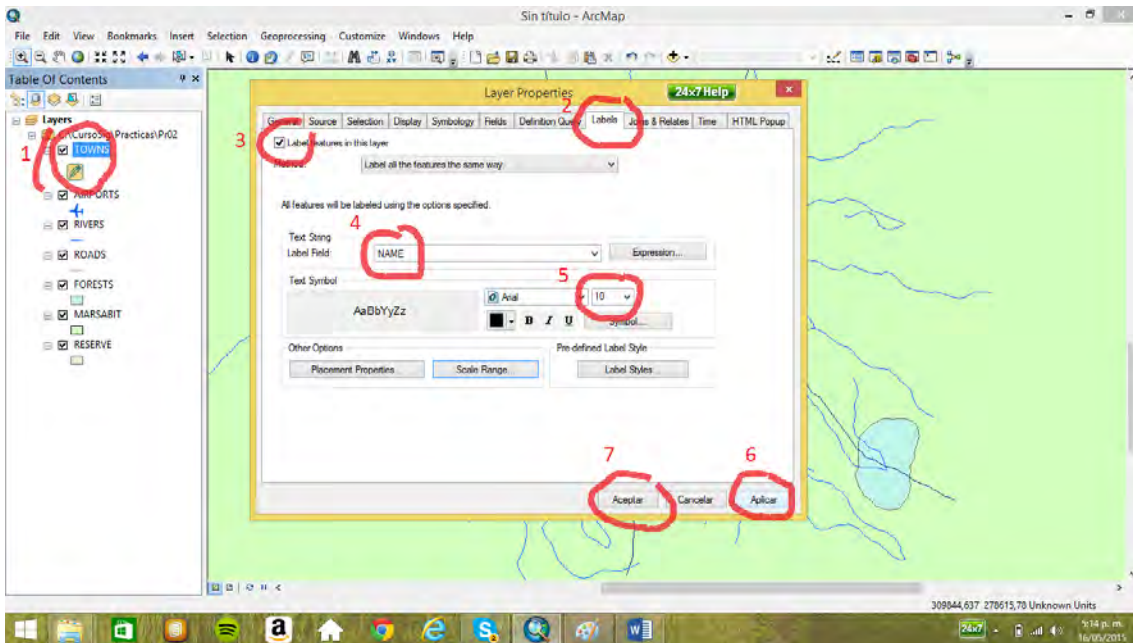 Sin título - ArcMap
File Edit View Bookmarks Insert Selection Geoprocessing Customize Windows Help
Table Of Contents
Layers
C:\CursoSig\Practicas\Pr02
1
TOWNS
AIRPORTS
RIVERS
ROADS
FORESTS
MARSABIT
RESERVE
Layer Properties
24x7 Help
2
General Source Selection Display Symbology Fields Definition Query Labels Joins & Relates Time HTML Popup
3
Label features in this layer
Method: Label all the features the same way.
All features will be labeled using the options specified.
4
Text String
Label Field: NAME Expression...
5
Text Symbol
AaBbYyZz
Arial 10
B I U Symbol...
Other Options Pre-defined Label Style
Placement Properties... Scale Range... Label Styles...
7 6
Aceptar Cancelar Aplicar
309844,637 278615,78 Unknown Units
24x7
5:14 p. m.
16/05/2015